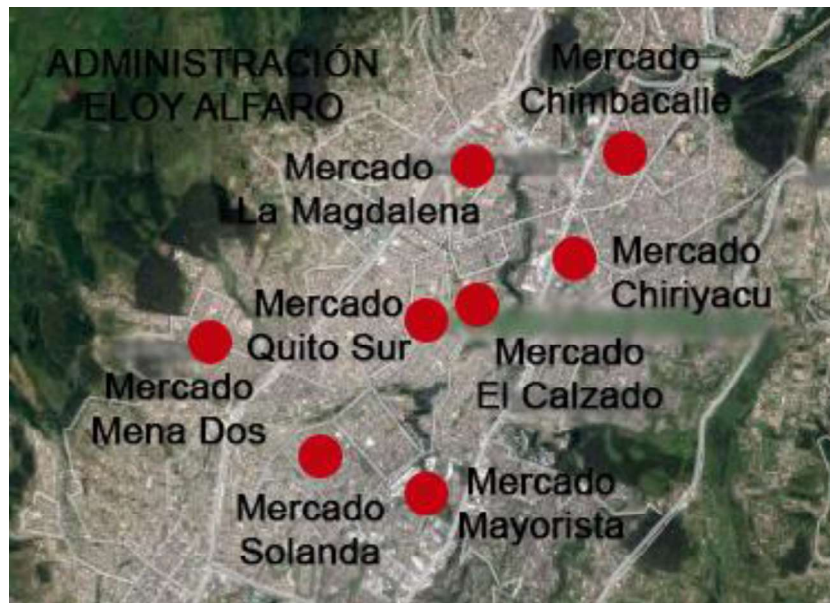 ADMINISTRACIÓN
ELOY ALFARO
Mercado
Chimbacalle
Mercado
La Magdalena
Mercado
Chiriyacu
Mercado
Quito Sur
Mercado
El Calzado
Mercado
Mena Dos
Mercado
Solanda
Mercado
Mayorista